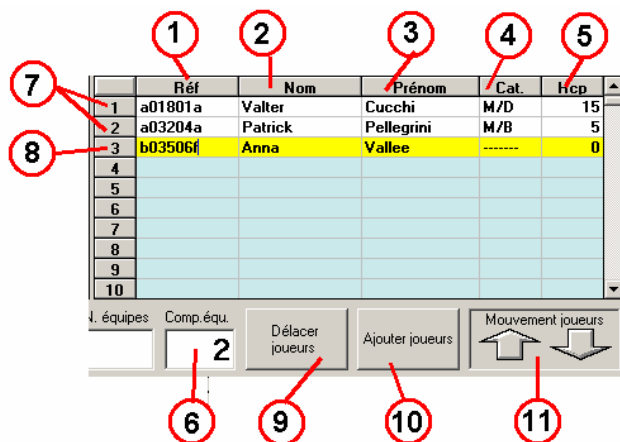 1 2 3 4 5
Réf Nom Prénom Cat. Hcp
7
1 a01801a Valter Cucchi M/D 15
2 a03204a Patrick Pellegrini M/B 5
8
3 b03506f Anna Vallee ------- 0
4
5
6
7
8
9
10
N. équipes Comp.équ. Délacer joueurs Ajouter joueurs Mouvement joueurs
2
6 9 10 11